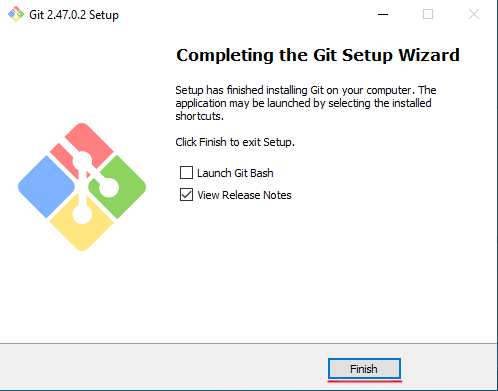 Git 2.47.0.2 Setup
Completing the Git Setup Wizard
Setup has finished installing Git on your computer. The
application may be launched by selecting the installed
shortcuts.
Click Finish to exit Setup.
Launch Git Bash
View Release Notes
Finish